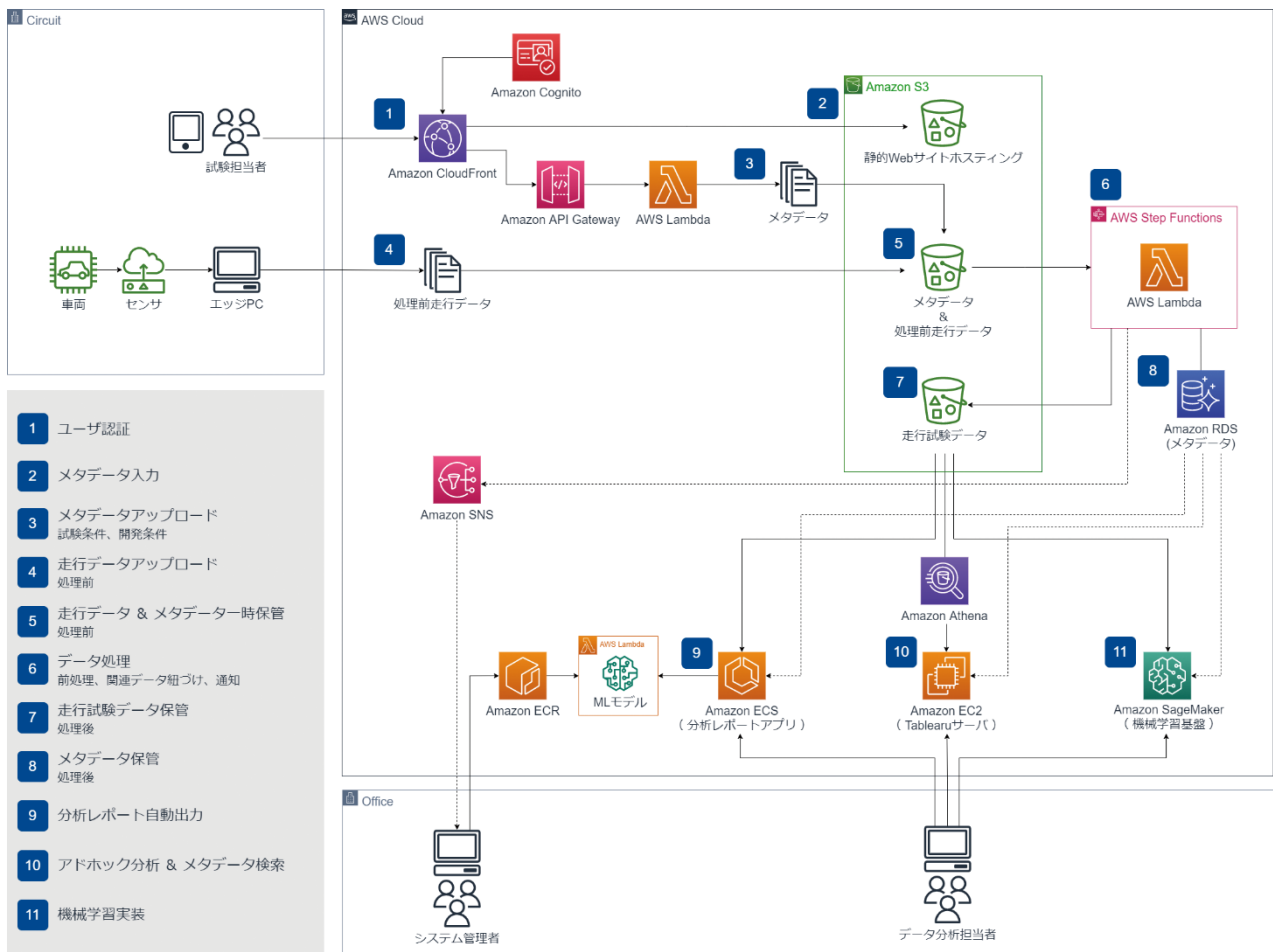 Circuit
試験担当者
車両
センサ
エッジPC
aws
AWS Cloud
Amazon Cognito
1
Amazon CloudFront
2
Amazon S3
静的Webサイトホスティング
Amazon API Gateway
AWS Lambda
3
メタデータ
4
処理前走行データ
5
メタデータ
&
処理前走行データ
6
AWS Step Functions
AWS Lambda
7
走行試験データ
8
Amazon RDS
(メタデータ)
Amazon SNS
Amazon Athena
Amazon ECR
AWS Lambda
MLモデル
9
Amazon ECS
( 分析レポートアプリ )
10
Amazon EC2
( Tablearuサーバ )
11
Amazon SageMaker
( 機械学習基盤 )
Office
システム管理者
データ分析担当者
1 ユーザ認証
2 メタデータ入力
3 メタデータアップロード
試験条件、開発条件
4 走行データアップロード
処理前
5 走行データ & メタデータ一時保管
処理前
6 データ処理
前処理、関連データ紐づけ、通知
7 走行試験データ保管
処理後
8 メタデータ保管
処理後
9 分析レポート自動出力
10 アドホック分析 & メタデータ検索
11 機械学習実装